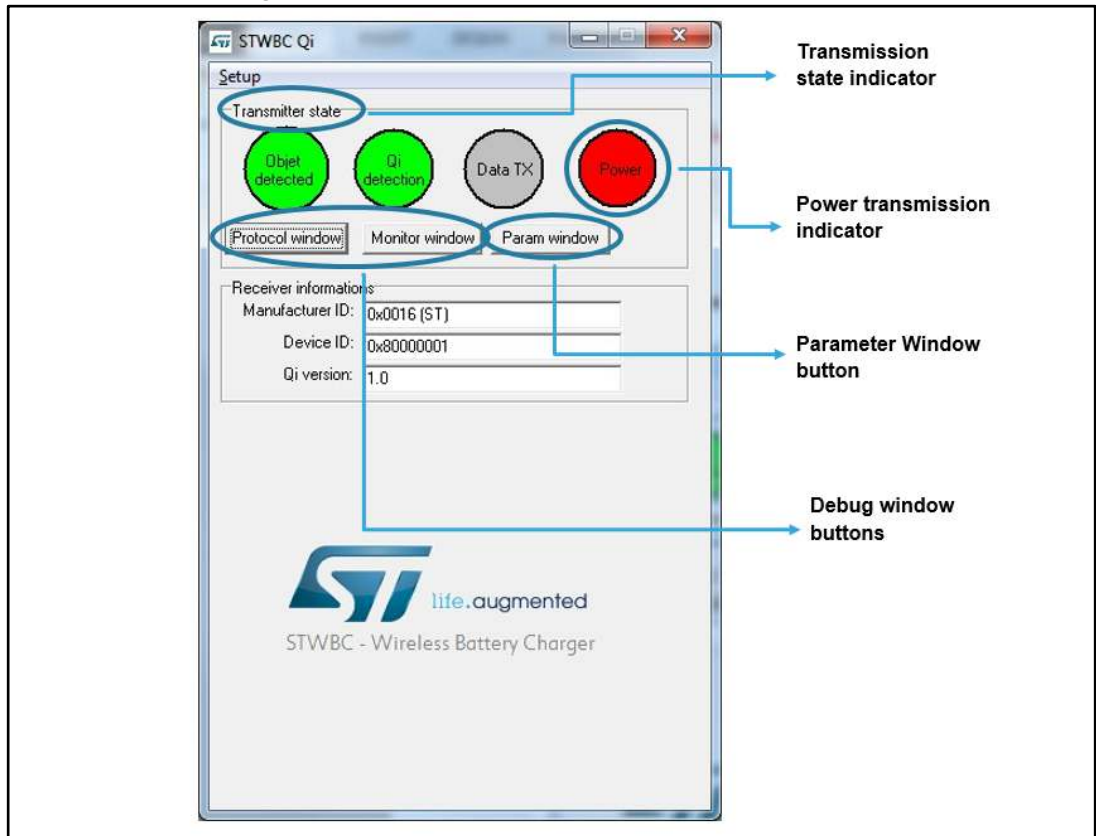 STWBC Qi
Setup
Transmitter state
Objet
detected
Qi
detection
Data TX
Power
Protocol window
Monitor window
Param window
Receiver informations
Manufacturer ID:
0x0016 (ST)
Device ID:
0x80000001
Qi version:
1.0
ST
life.augmented
STWBC - Wireless Battery Charger
Transmission
state indicator
Power transmission
indicator
Parameter Window
button
Debug window
buttons